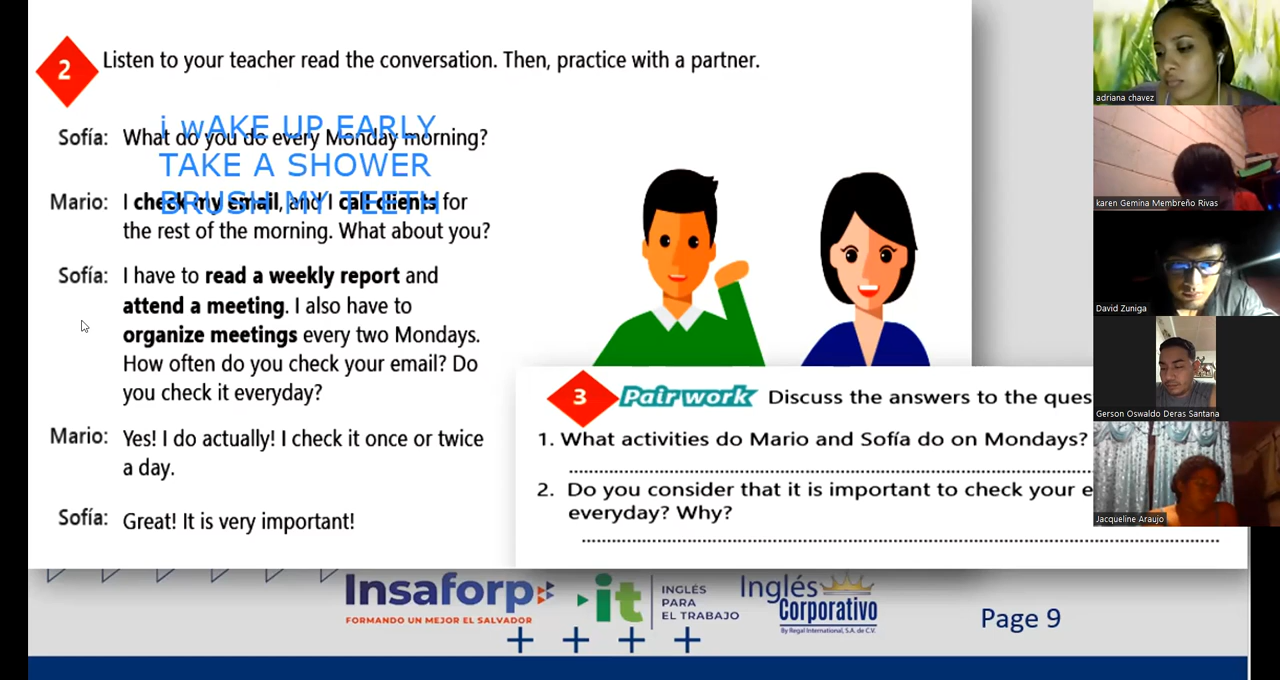 2
Listen to your teacher read the conversation. Then, practice with a partner.
i wAKE UP EARLY
TAKE A SHOWER
BRUSH MY TEETH
Sofía: What do you do every Monday morning?
Mario: I check my email, and I call clients for
the rest of the morning. What about you?
Sofía: I have to read a weekly report and
attend a meeting. I also have to
organize meetings every two Mondays.
How often do you check your email? Do
you check it everyday?
Mario: Yes! I do actually! I check it once or twice
a day.
Sofía: Great! It is very important!
3 Pair work Discuss the answers to the ques
1. What activities do Mario and Sofía do on Mondays?
2. Do you consider that it is important to check your e
everyday? Why?
Insaforp
FORMANDO UN MEJOR EL SALVADOR
it
INGLÉS
PARA
EL TRABAJO
Inglés
Corporativo
By Regal International, S.A. de C.V.
Page 9
adriana chavez
karen Gemina Membreño Rivas
David Zuniga
Gerson Oswaldo Deras Santana
Jacqueline Araujo